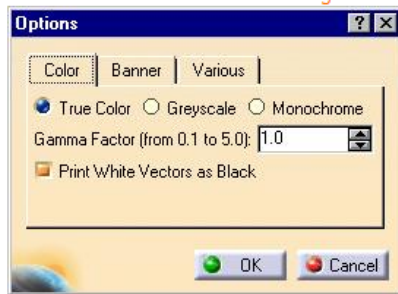 Options
Color Banner Various
True Color Greyscale Monochrome
Gamma Factor (from 0.1 to 5.0): 1.0
Print White Vectors as Black
OK Cancel